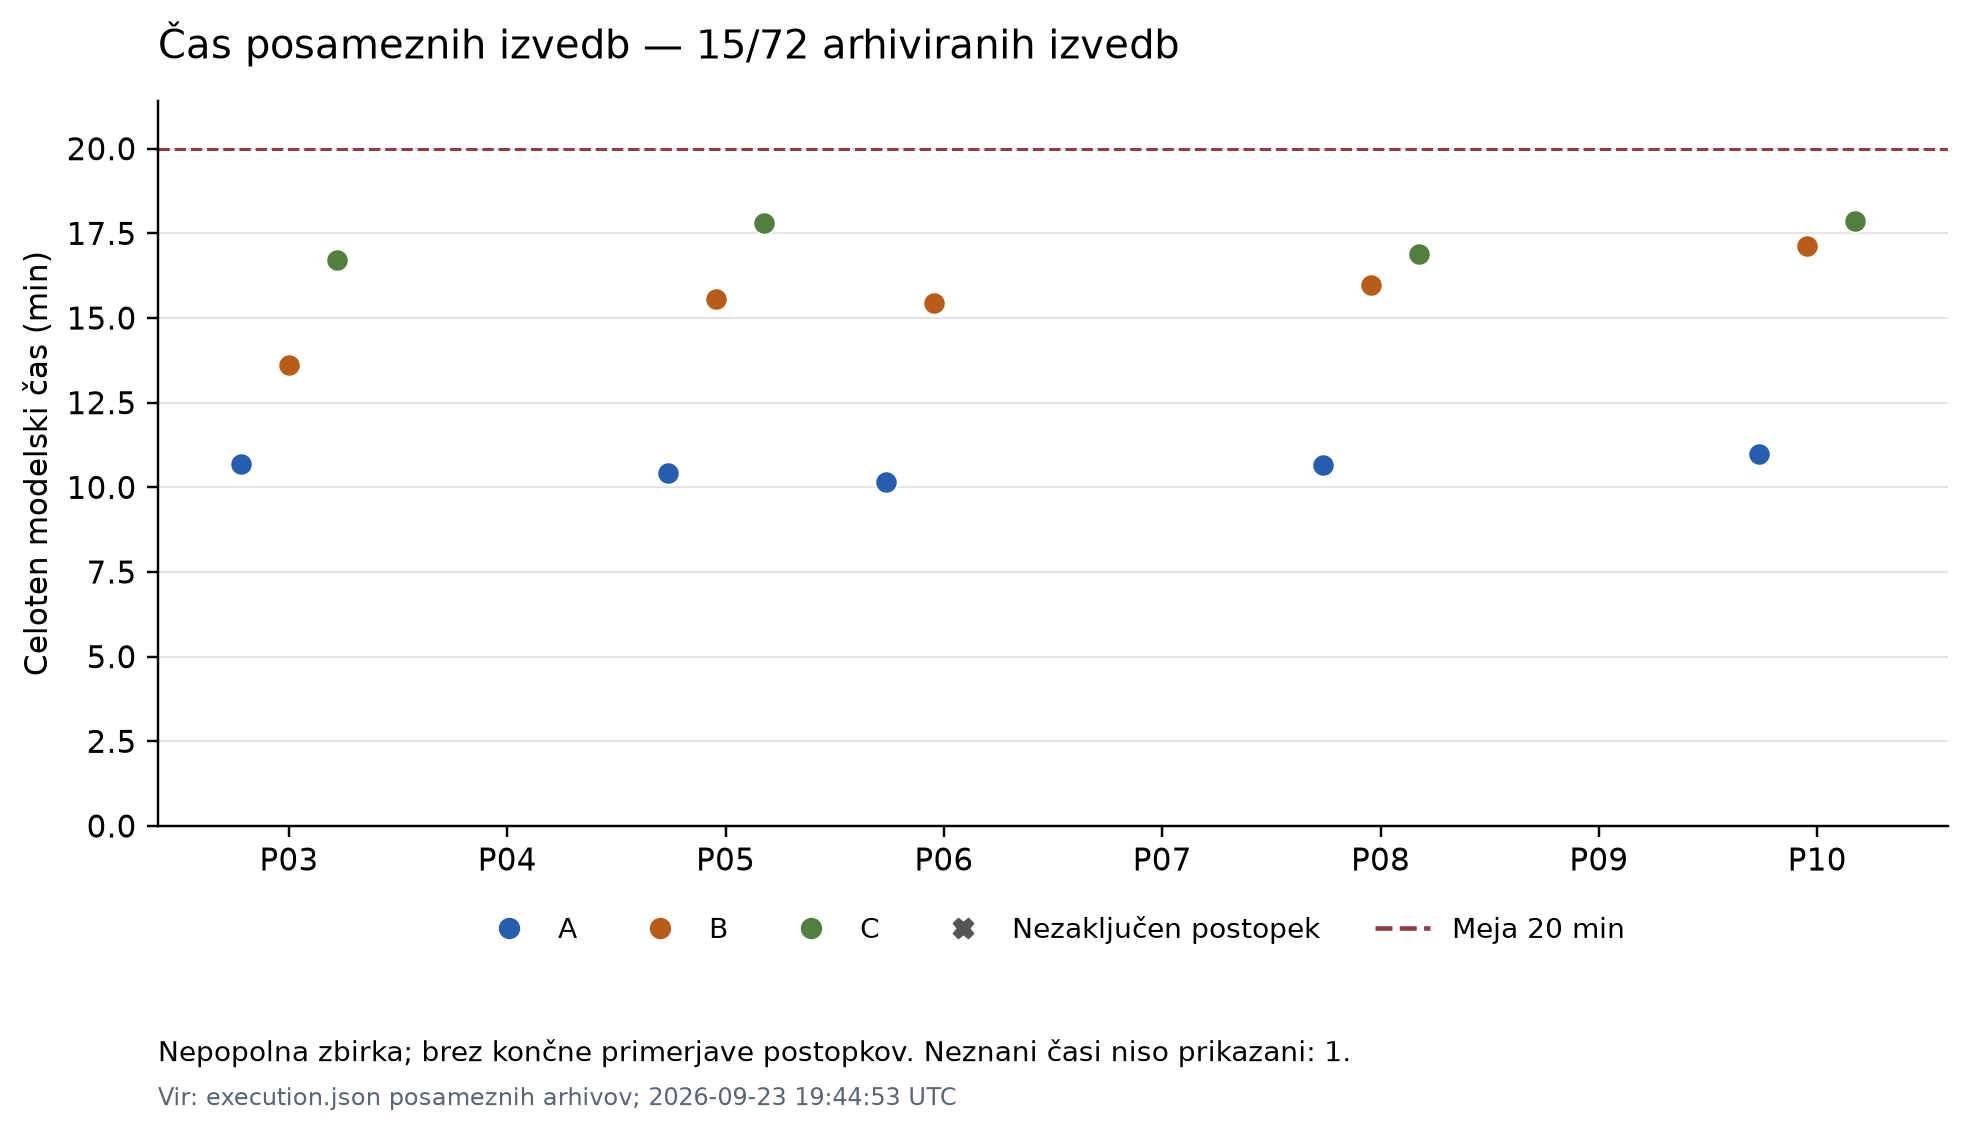 Čas posameznih izvedb — 15/72 arhiviranih izvedb
Celoten modelski čas (min)
20.0
17.5
15.0
12.5
10.0
7.5
5.0
2.5
0.0
P03 P04 P05 P06 P07 P08 P09 P10
A B C Nezaključen postopek Meja 20 min
Nepopolna zbirka; brez končne primerjave postopkov. Neznani časi niso prikazani: 1.
Vir: execution.json posameznih arhivov; 2026-09-23 19:44:53 UTC